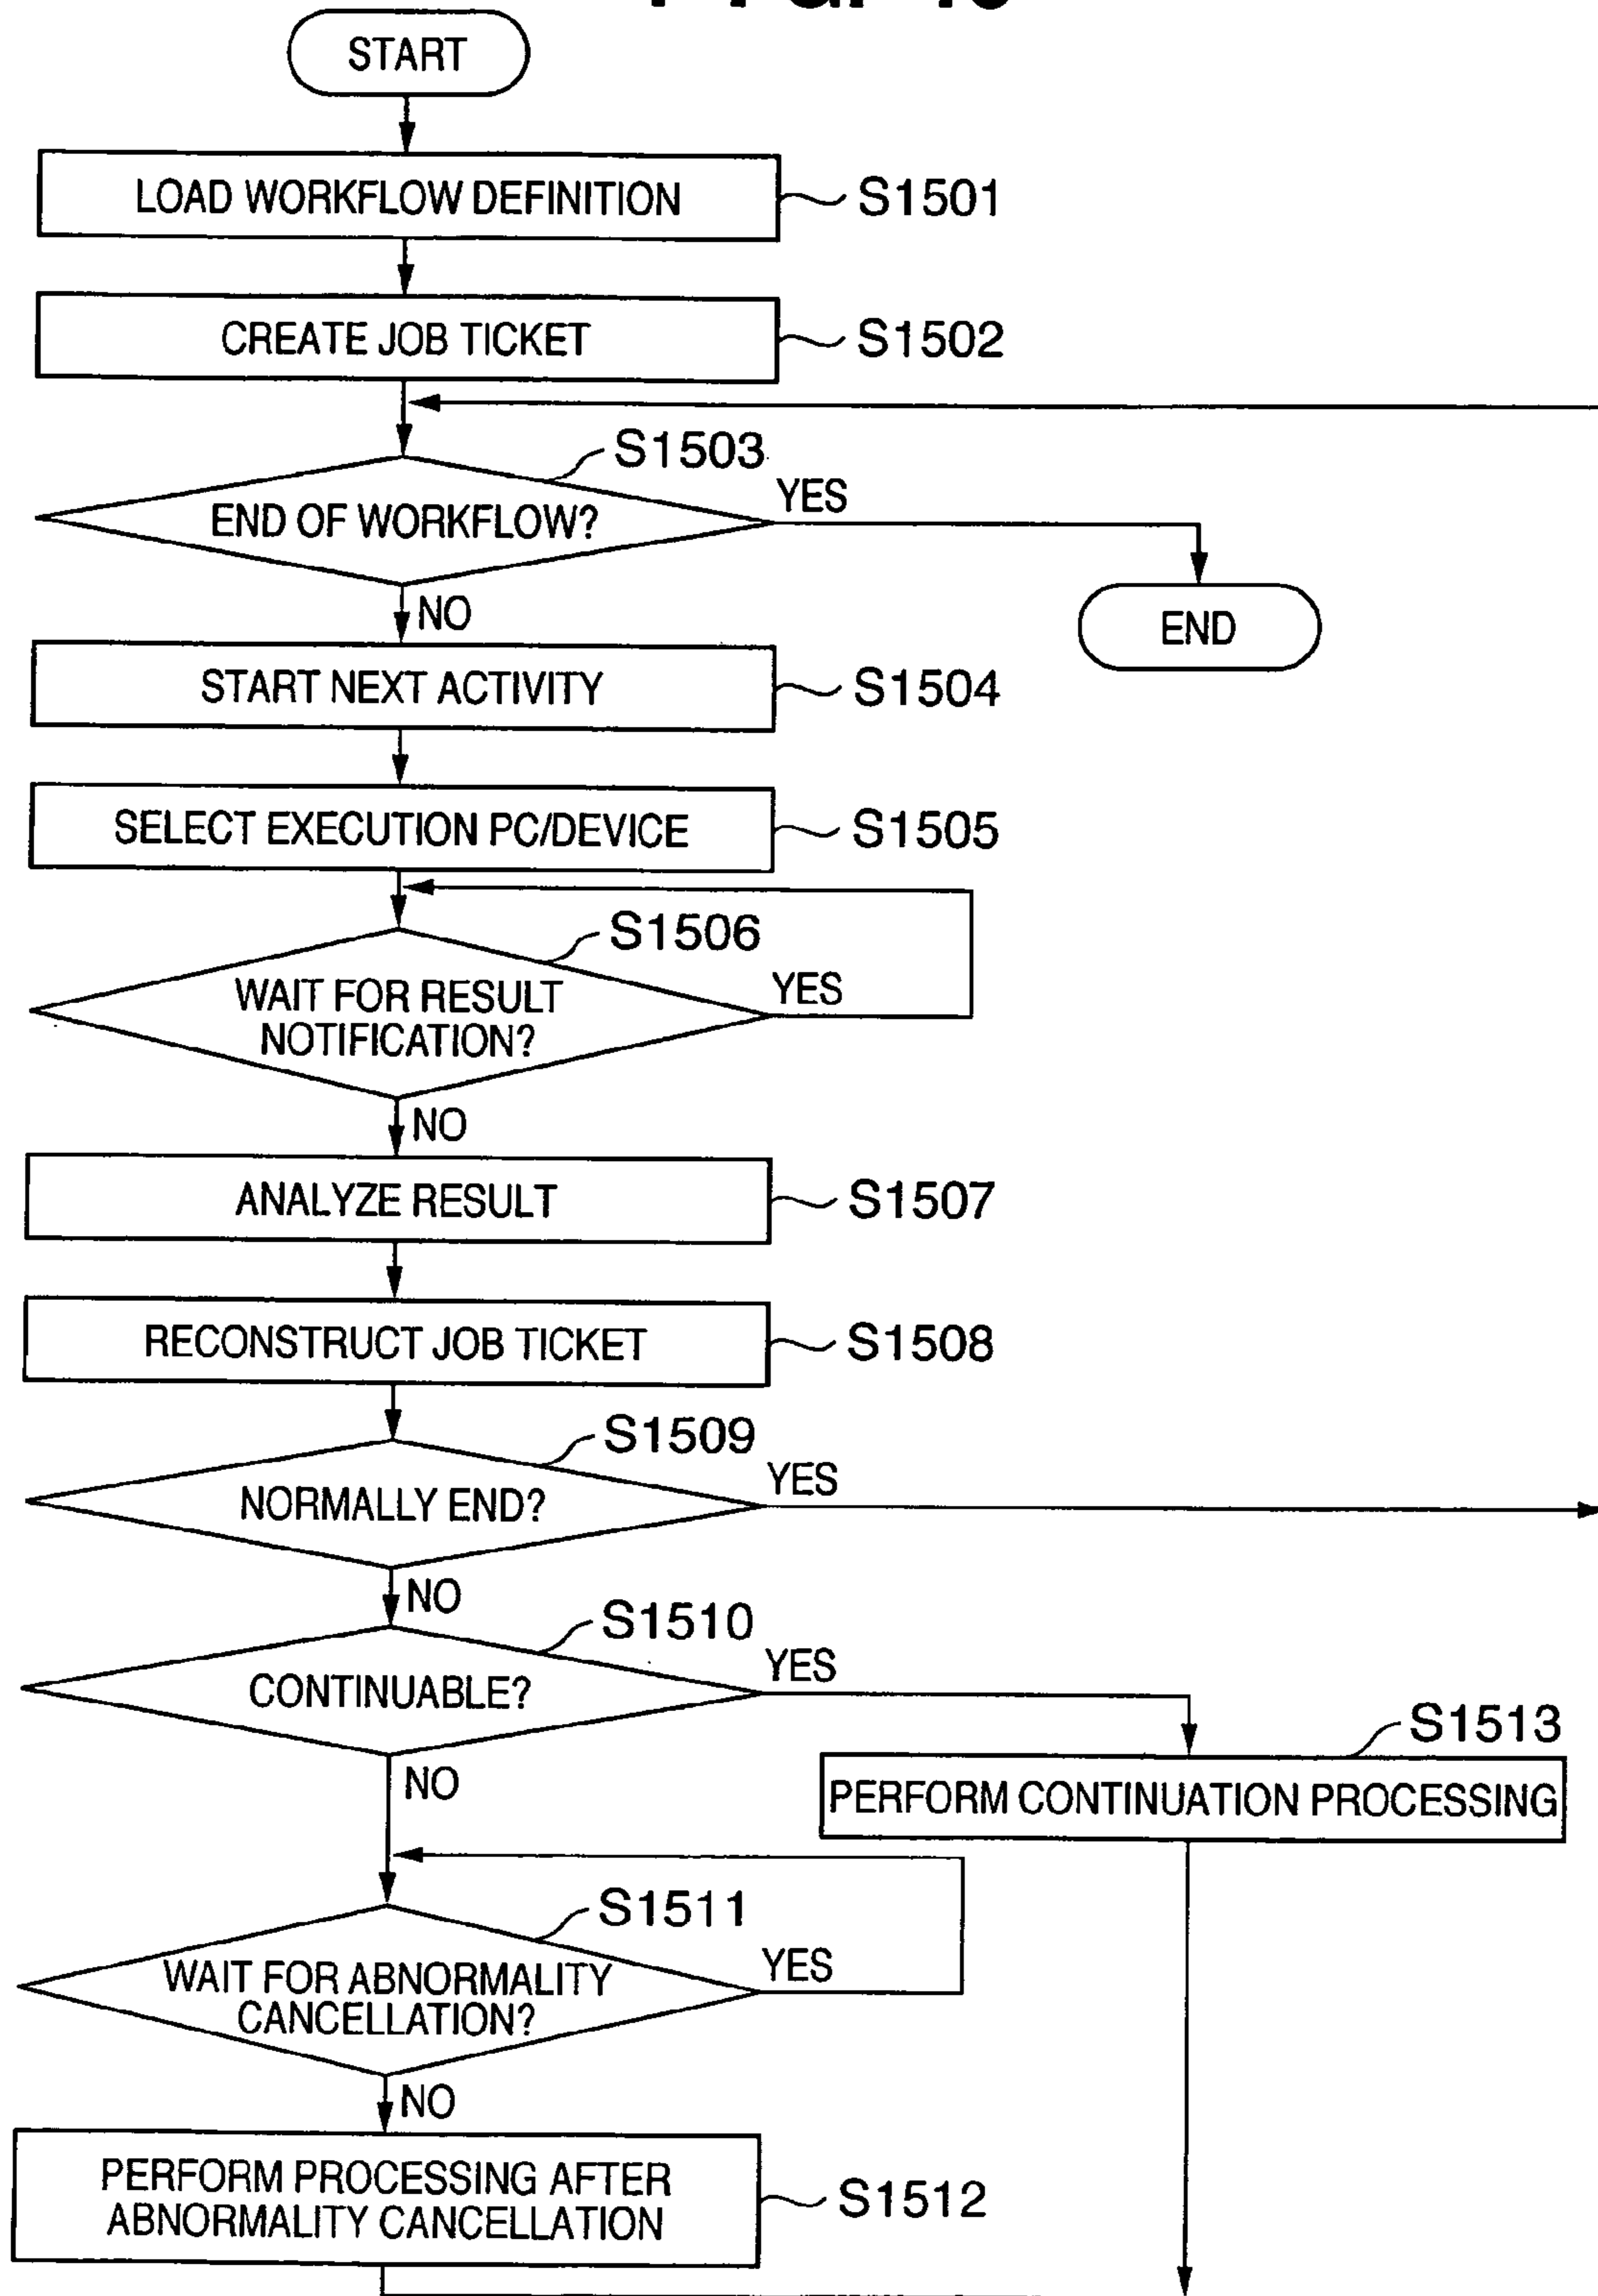 START
LOAD WORKFLOW DEFINITION
S1501
CREATE JOB TICKET
S1502
S1503
END OF WORKFLOW?
YES
NO
END
START NEXT ACTIVITY
S1504
SELECT EXECUTION PC/DEVICE
S1505
S1506
WAIT FOR RESULT
NOTIFICATION?
YES
NO
ANALYZE RESULT
S1507
RECONSTRUCT JOB TICKET
S1508
S1509
NORMALLY END?
YES
NO
S1510
CONTINUABLE?
YES
NO
S1513
PERFORM CONTINUATION PROCESSING
S1511
WAIT FOR ABNORMALITY
CANCELLATION?
YES
NO
PERFORM PROCESSING AFTER
ABNORMALITY CANCELLATION
S1512